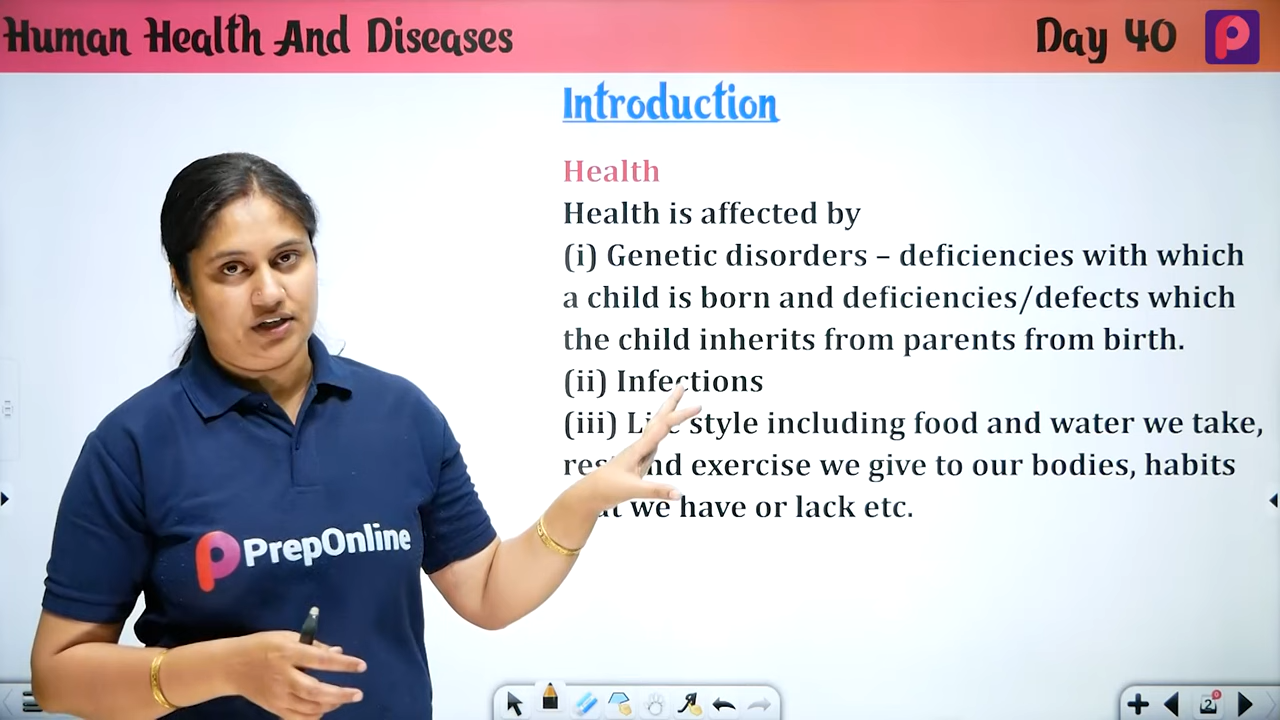 Human Health And Diseases
Day 40
Introduction
Health
Health is affected by
(i) Genetic disorders – deficiencies with which
a child is born and deficiencies/defects which
the child inherits from parents from birth.
(ii) Infections
(iii) style including food and water we take,
exercise we give to our bodies, habits
we have or lack etc.
PrepOnline
2